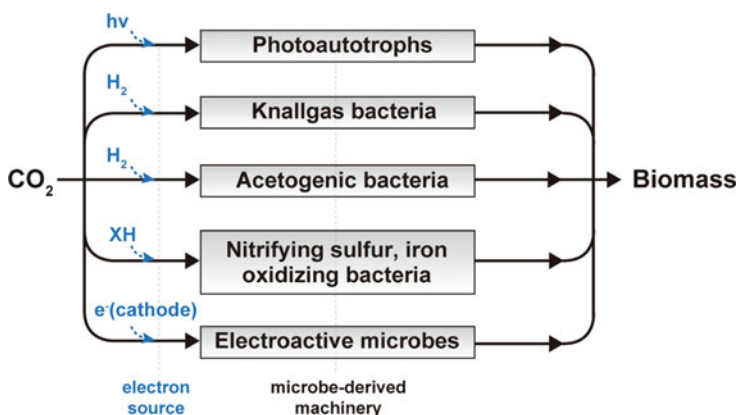 hv
Photoautotrophs
H₂
Knallgas bacteria
H₂
CO₂
Acetogenic bacteria
Biomass
XH
Nitrifying sulfur, iron
oxidizing bacteria
e⁻(cathode)
Electroactive microbes
electron
source
microbe-derived
machinery